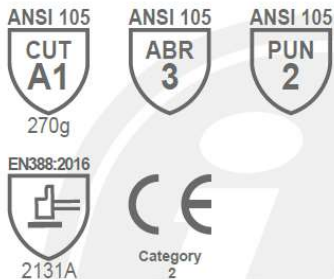 ANSI 105 ANSI 105 ANSI 105
CUT ABR PUN
A1 3 2
270g
EN388:2016
CE
2131A
Category
2